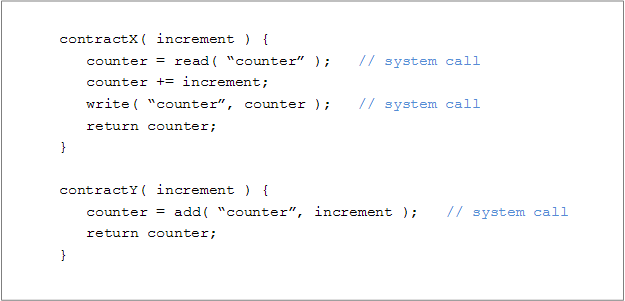 contractX( increment ) {
counter = read( “counter” ); // system call
counter += increment;
write( “counter”, counter ); // system call
return counter;
}
contractY( increment ) {
counter = add( “counter”, increment ); // system call
return counter;
}